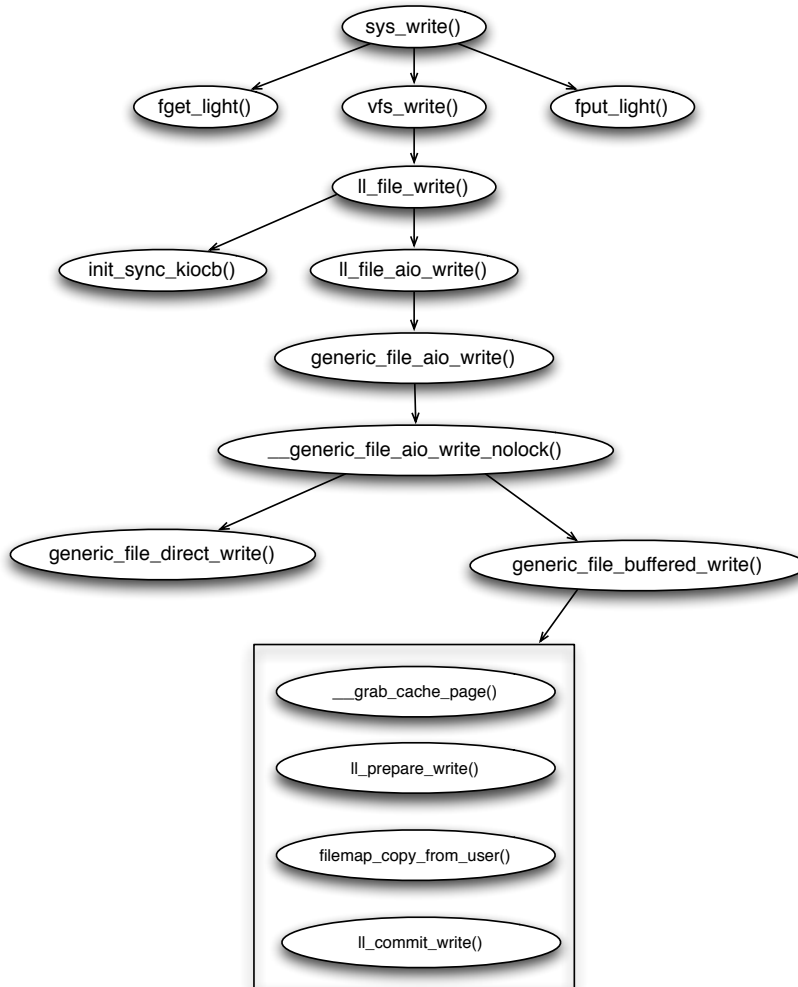 sys_write()
fget_light()
vfs_write()
fput_light()
ll_file_write()
init_sync_kiocb()
ll_file_aio_write()
generic_file_aio_write()
__generic_file_aio_write_nolock()
generic_file_direct_write()
generic_file_buffered_write()
__grab_cache_page()
ll_prepare_write()
filemap_copy_from_user()
ll_commit_write()